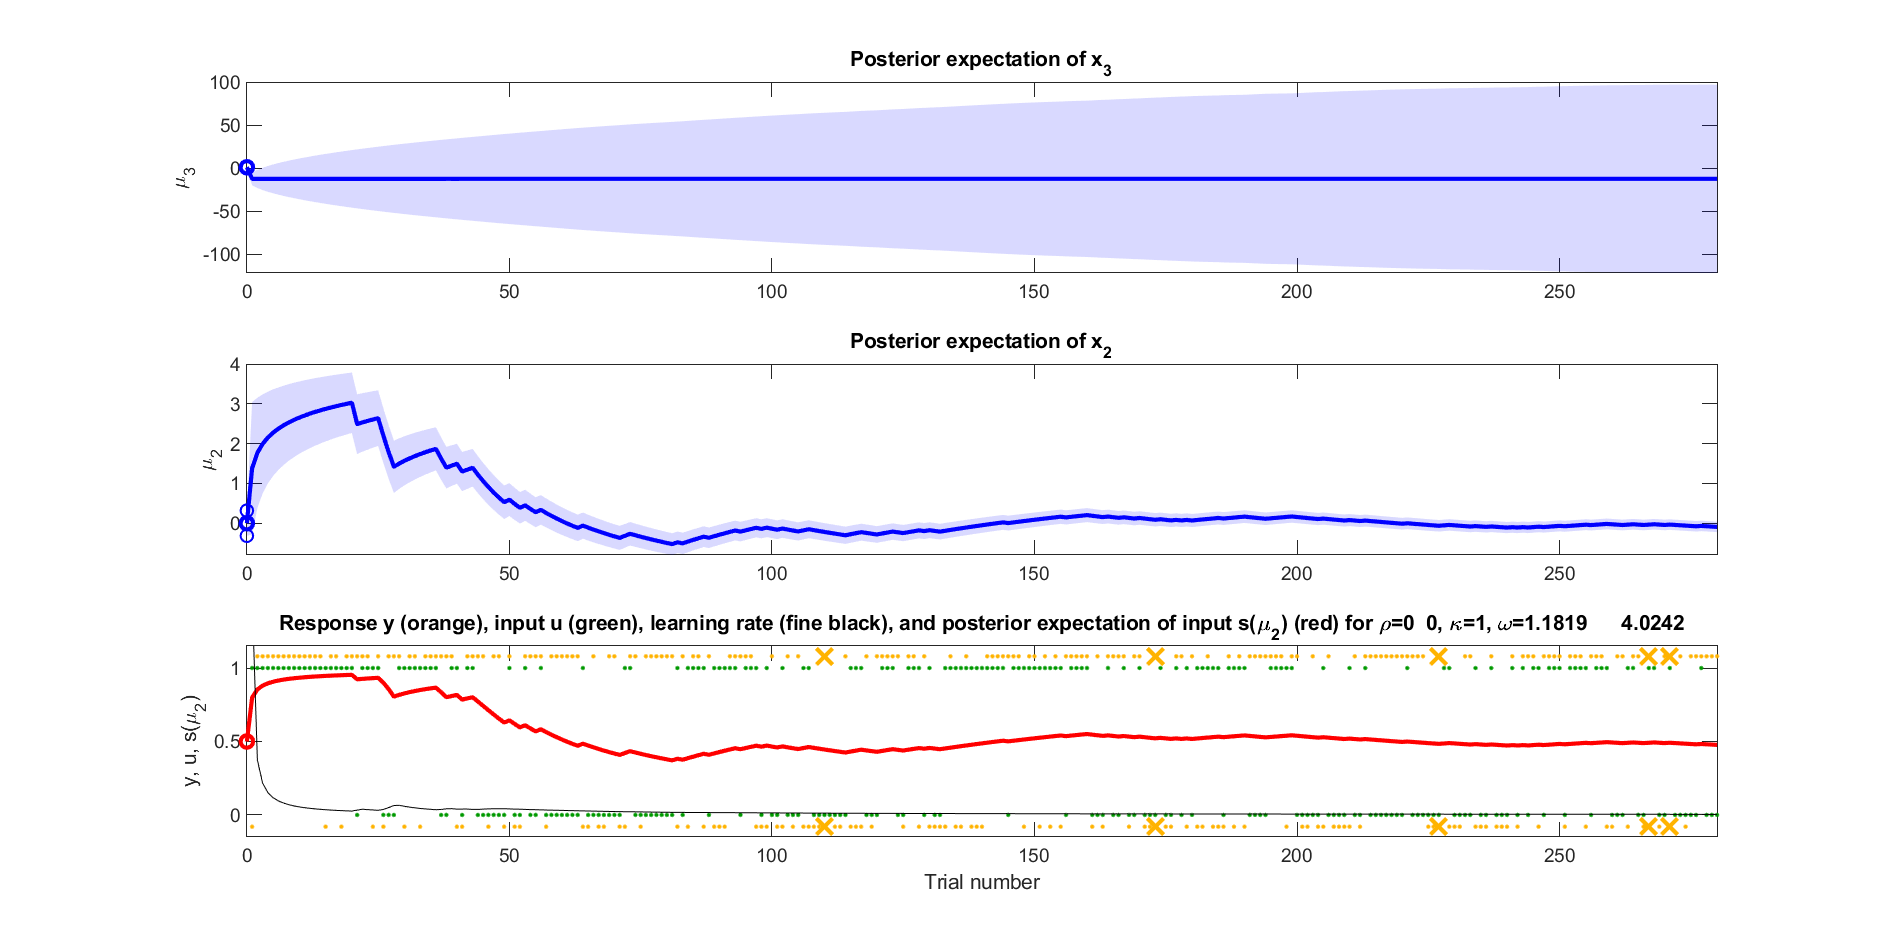 Posterior expectation of x3
100
50
0
-50
-100
μ3
0 50 100 150 200 250
Posterior expectation of x2
4
3
2
1
0
μ2
0 50 100 150 200 250
Response y (orange), input u (green), learning rate (fine black), and posterior expectation of input s(μ2) (red) for ρ=0 0, κ=1, ω=1.1819 4.0242
1
0.5
0
y, u, s(μ2)
0 50 100 150 200 250
Trial number